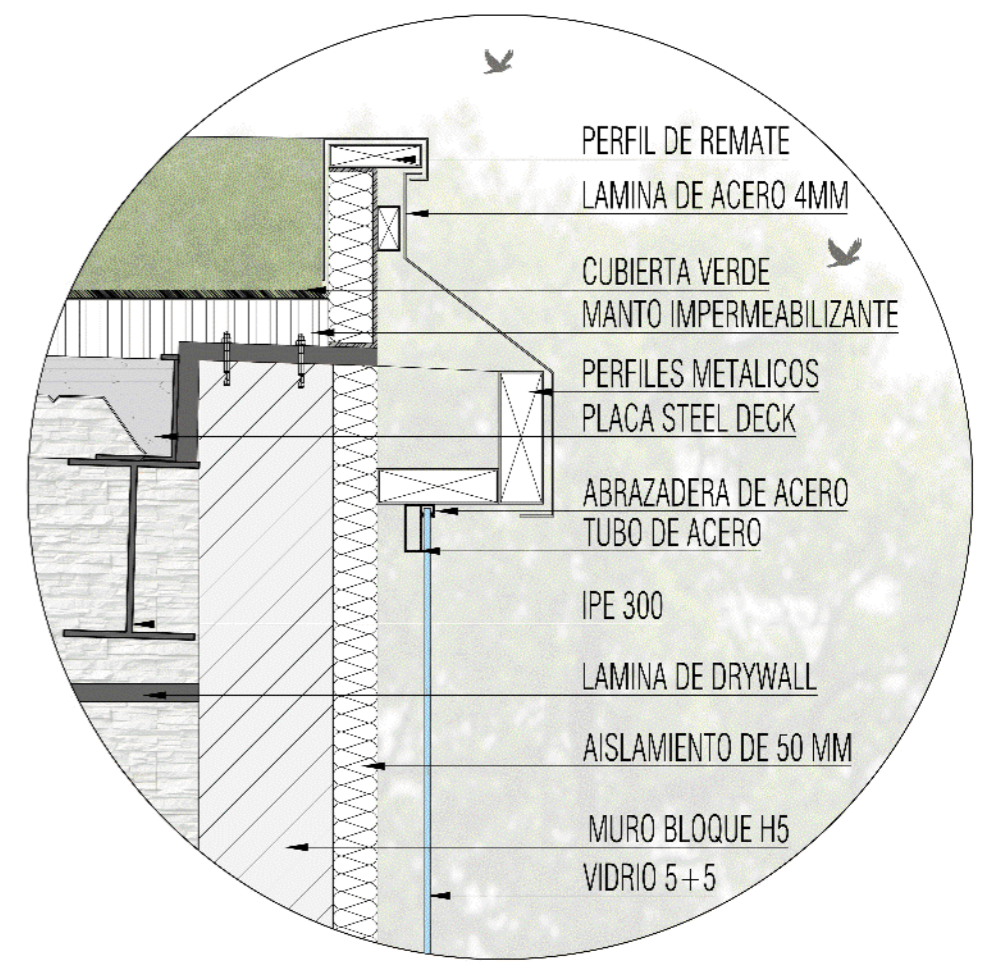 PERFIL DE REMATE
LAMINA DE ACERO 4MM
CUBIERTA VERDE
MANTO IMPERMEABILIZANTE
PERFILES METALICOS
PLACA STEEL DECK
ABRAZADERA DE ACERO
TUBO DE ACERO
IPE 300
LAMINA DE DRYWALL
AISLAMIENTO DE 50 MM
MURO BLOQUE H5
VIDRIO 5+5